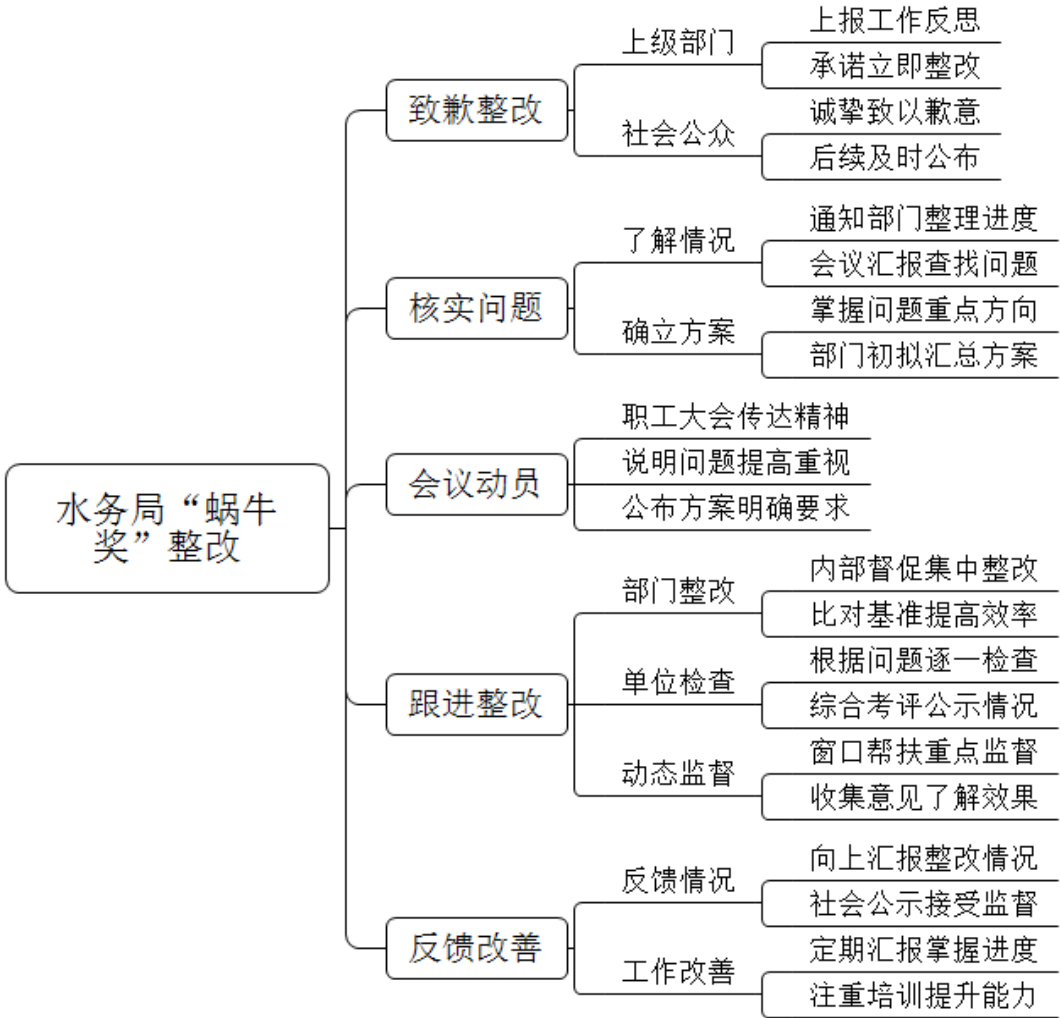 水务局“蜗牛
奖”整改
致歉整改
上级部门
上报工作反思
承诺立即整改
社会公众
诚挚致以歉意
后续及时公布
核实问题
了解情况
通知部门整理进度
会议汇报查找问题
确立方案
掌握问题重点方向
部门初拟汇总方案
会议动员
职工大会传达精神
说明问题提高重视
公布方案明确要求
跟进整改
部门整改
内部督促集中整改
比对基准提高效率
单位检查
根据问题逐一检查
综合考评公示情况
动态监督
窗口帮扶重点监督
收集意见了解效果
反馈改善
反馈情况
向上汇报整改情况
社会公示接受监督
工作改善
定期汇报掌握进度
注重培训提升能力